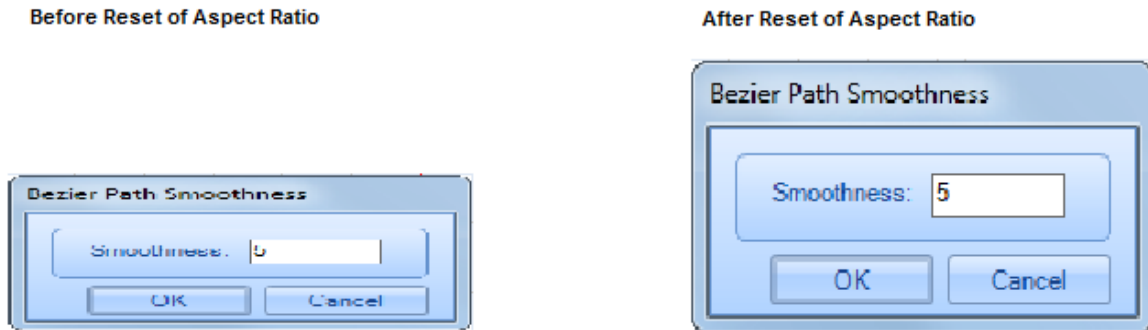 Before Reset of Aspect Ratio
After Reset of Aspect Ratio
Bezier Path Smoothness
Smoothness: 5
OK Cancel
Bezier Path Smoothness
Smoothness: 5
OK Cancel